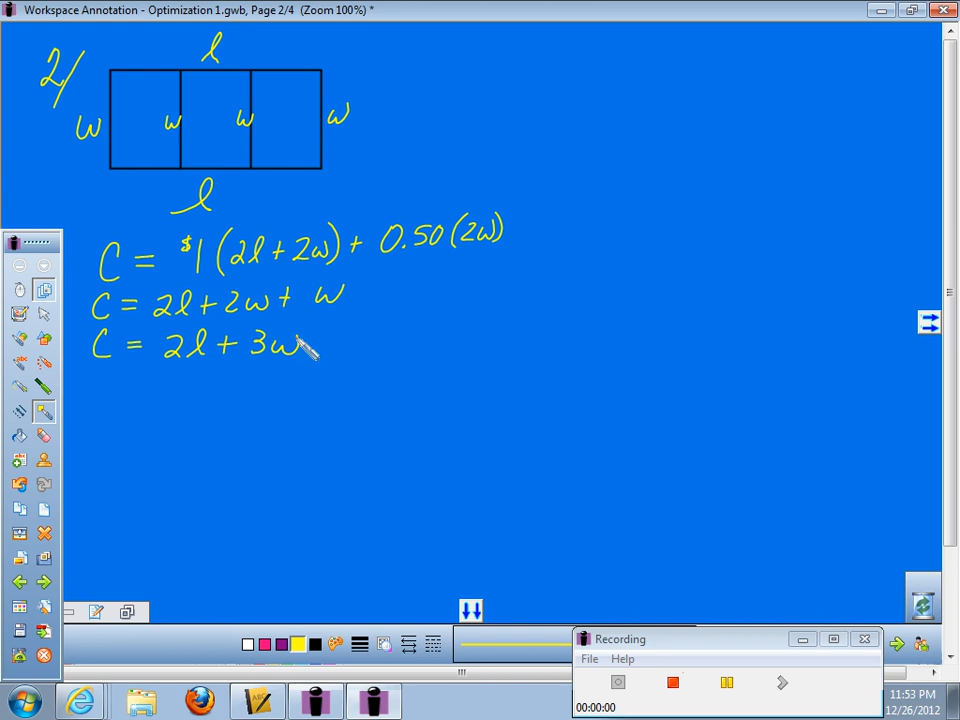 Workspace Annotation - Optimization 1.gwb, Page 2/4 (Zoom 100%) *
2/
l
w w w w
l
C = $1(2l + 2w) + 0.50(2w)
C = 2l + 2w + w
C = 2l + 3w
Recording
File Help
00:00:00
11:53 PM
12/26/2012